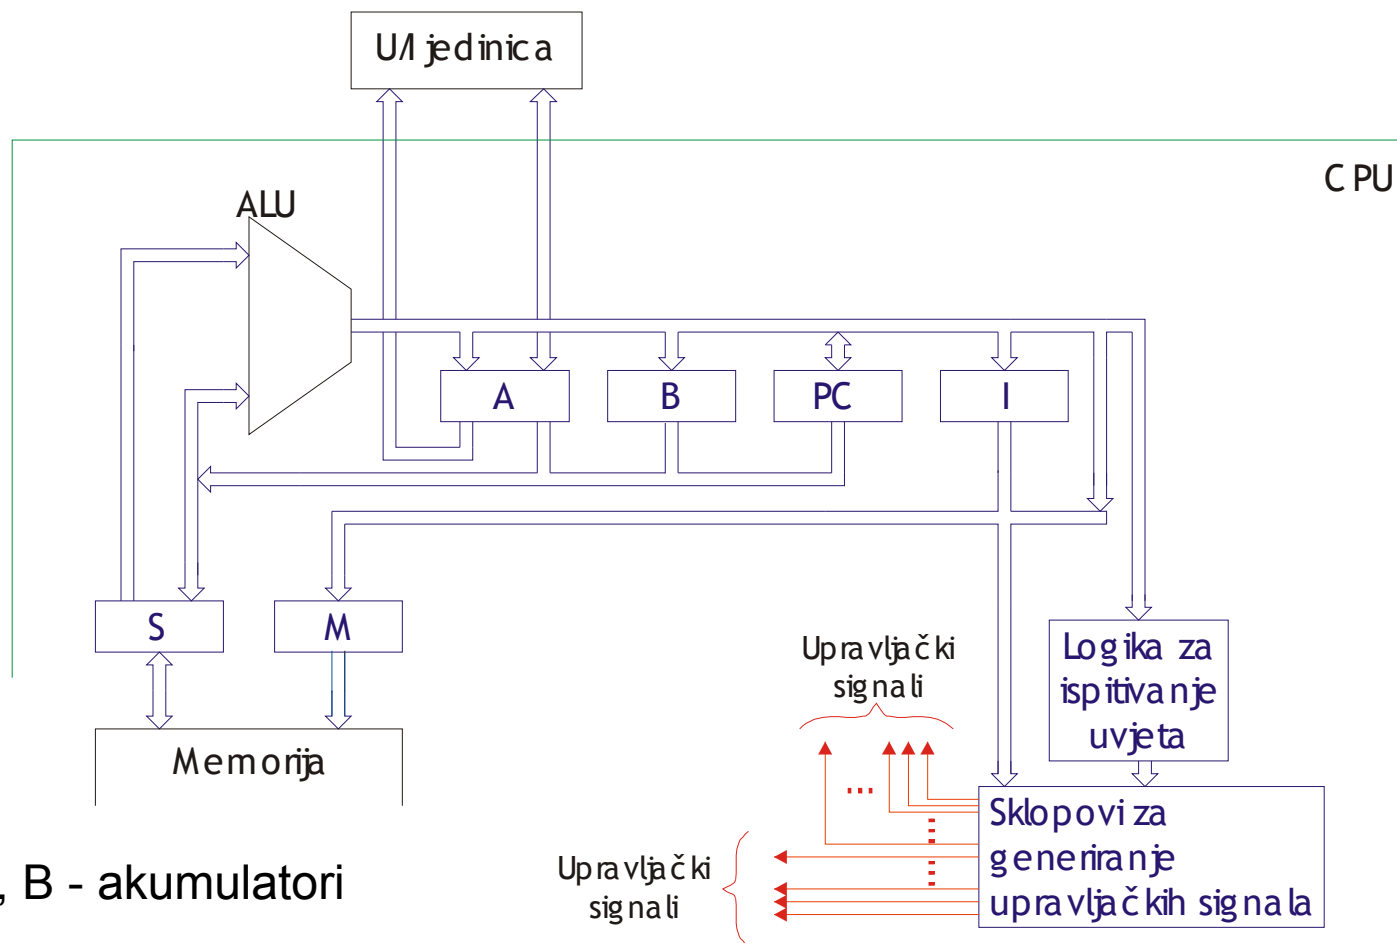 U/I jedinica
CPU
ALU
A
B
PC
I
S
M
Memorija
Upravljački
signali
Logika za
ispitivanje
uvjeta
Sklopovi za
generiranje
upravljačkih signala
Upravljački
signali
, B - akumulatori